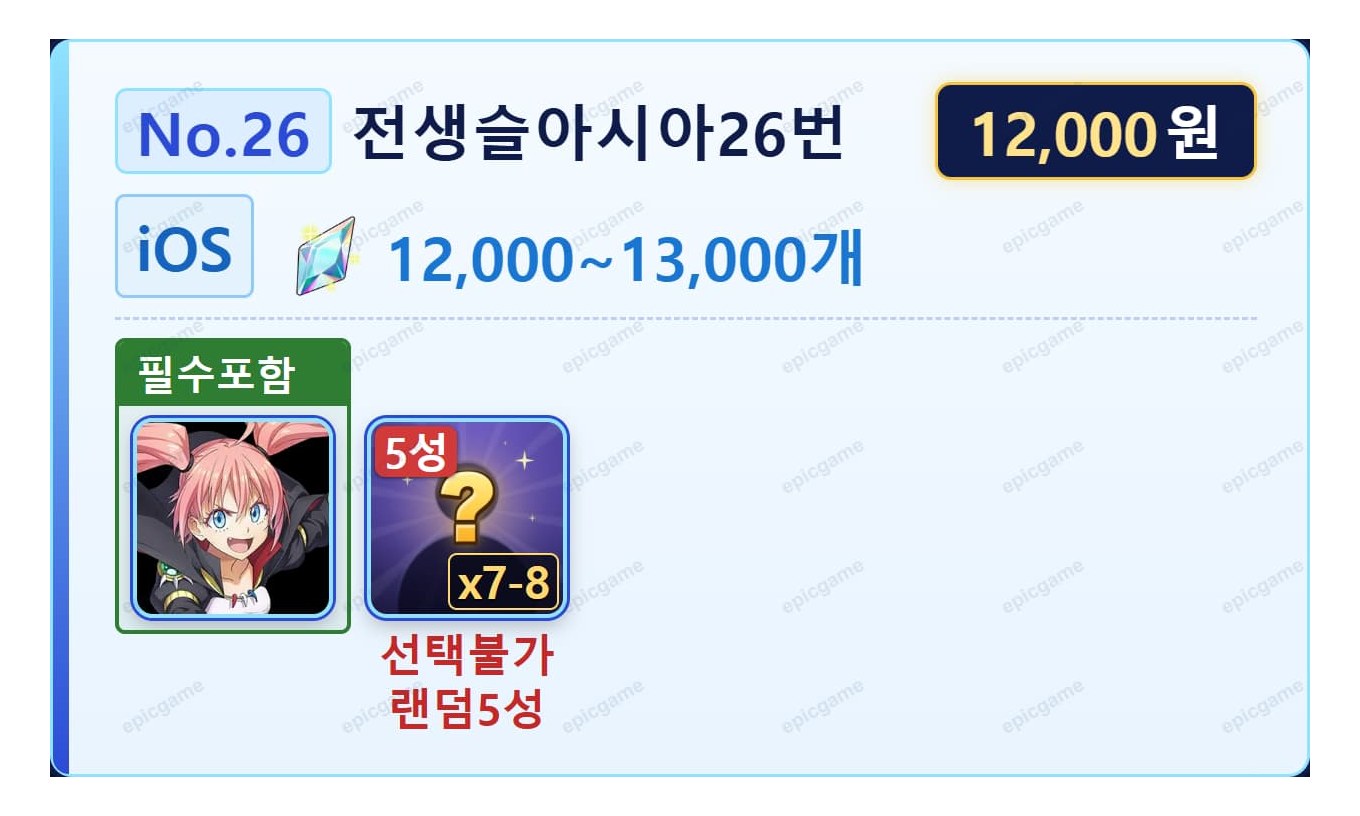 No.26 전생슬아시아26번 12,000원
iOS 12,000~13,000개
필수포함
5성
?
x7-8
선택불가
랜덤5성
epicgame